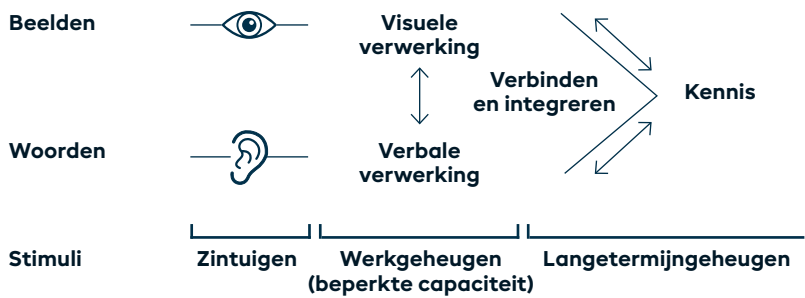 Beelden
Visuele
verwerking
Verbinden
en integreren
Kennis
Woorden
Verbale
verwerking
Stimuli
Zintuigen
Werkgeheugen
(beperkte capaciteit)
Langetermijngeheugen